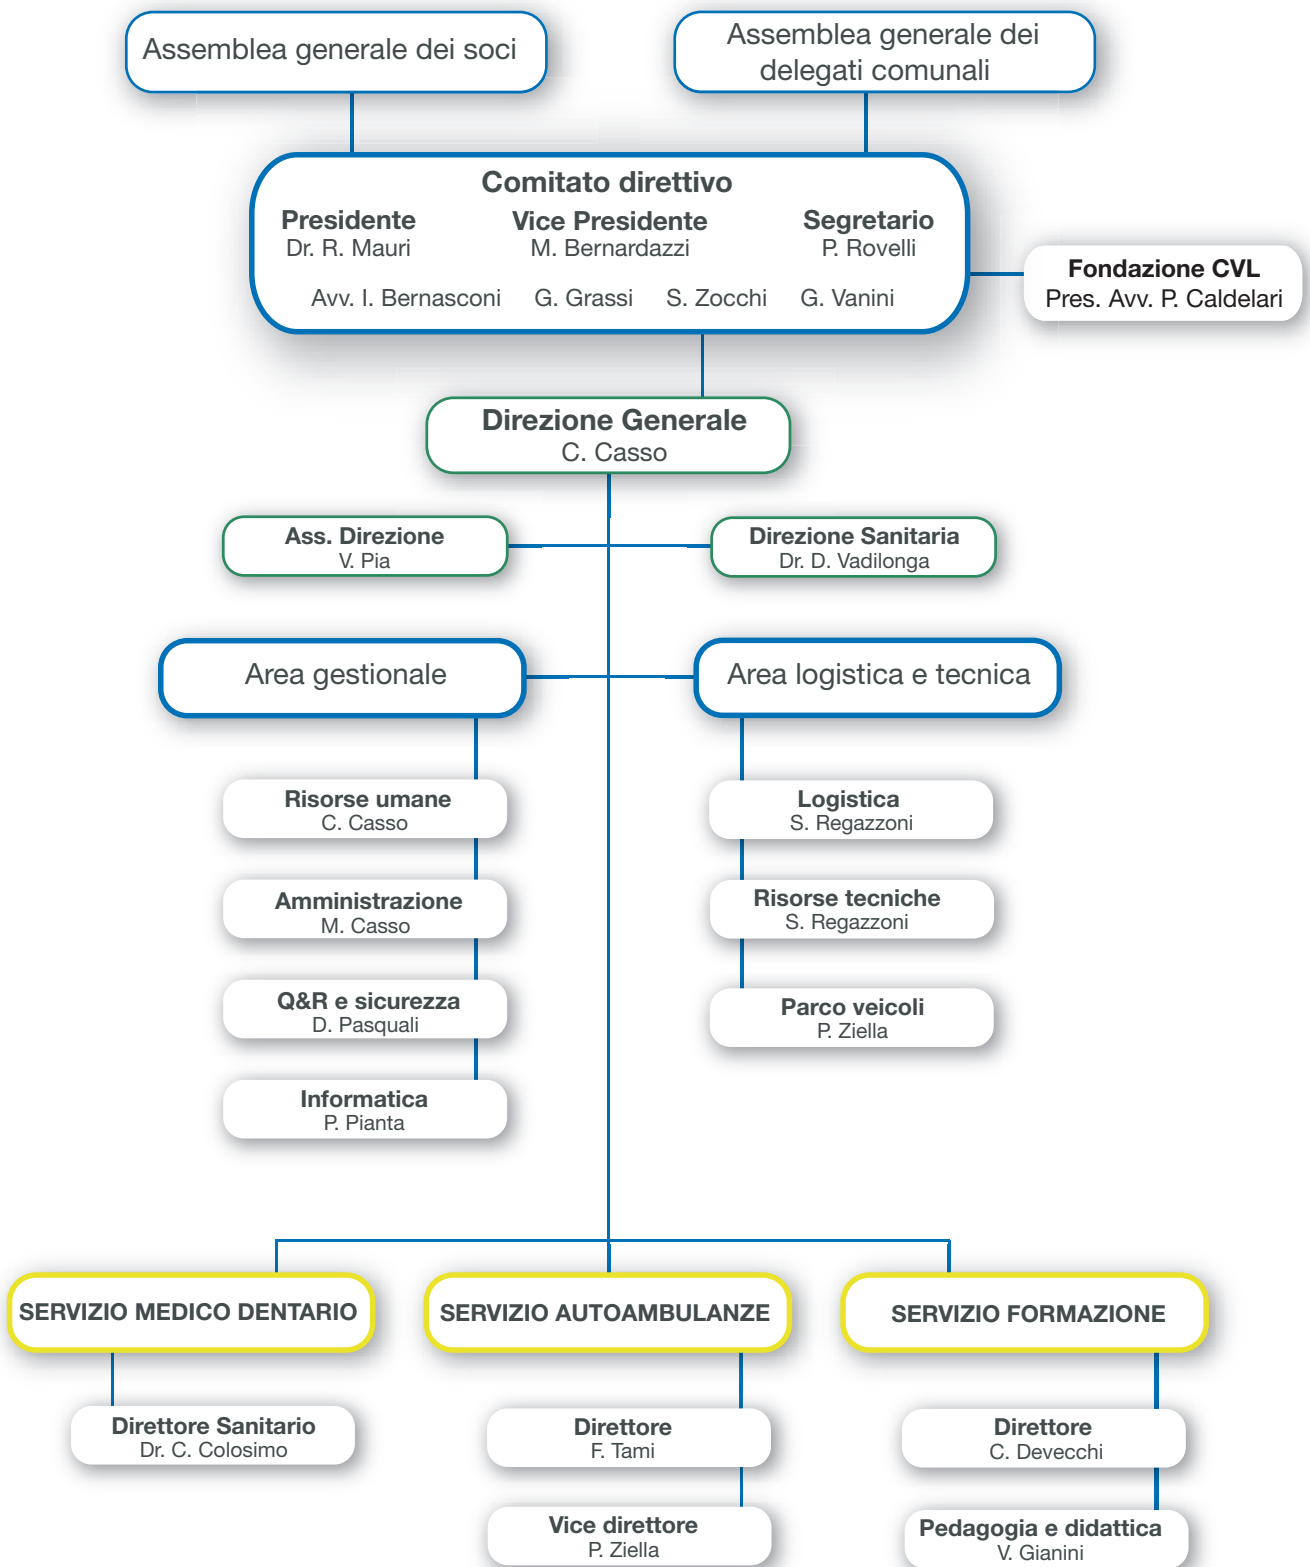 Assemblea generale dei soci
Assemblea generale dei
delegati comunali
Comitato direttivo
Presidente
Dr. R. Mauri
Vice Presidente
M. Bernardazzi
Segretario
P. Rovelli
Avv. I. Bernasconi G. Grassi S. Zocchi G. Vanini
Fondazione CVL
Pres. Avv. P. Caldelari
Direzione Generale
C. Casso
Ass. Direzione
V. Pia
Direzione Sanitaria
Dr. D. Vadilonga
Area gestionale
Area logistica e tecnica
Risorse umane
C. Casso
Amministrazione
M. Casso
Q&R e sicurezza
D. Pasquali
Informatica
P. Pianta
Logistica
S. Regazzoni
Risorse tecniche
S. Regazzoni
Parco veicoli
P. Ziella
SERVIZIO MEDICO DENTARIO
Direttore Sanitario
Dr. C. Colosimo
SERVIZIO AUTOAMBULANZE
Direttore
F. Tami
Vice direttore
P. Ziella
SERVIZIO FORMAZIONE
Direttore
C. Devecchi
Pedagogia e didattica
V. Gianini